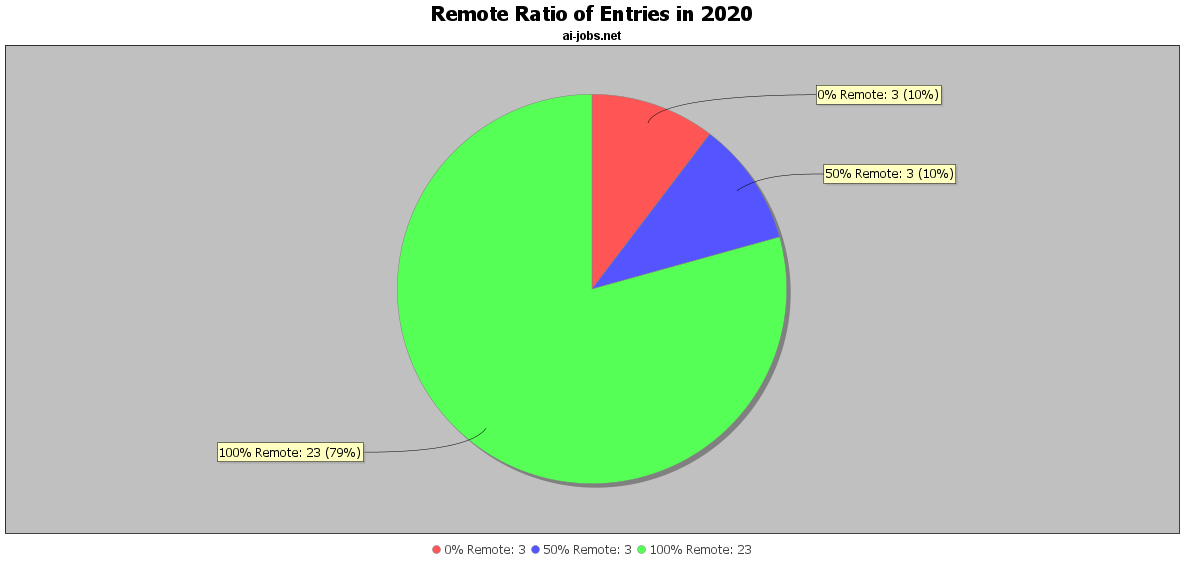 Remote Ratio of Entries in 2020
ai-jobs.net
0% Remote: 3 (10%)
50% Remote: 3 (10%)
100% Remote: 23 (79%)
0% Remote: 3 50% Remote: 3 100% Remote: 23